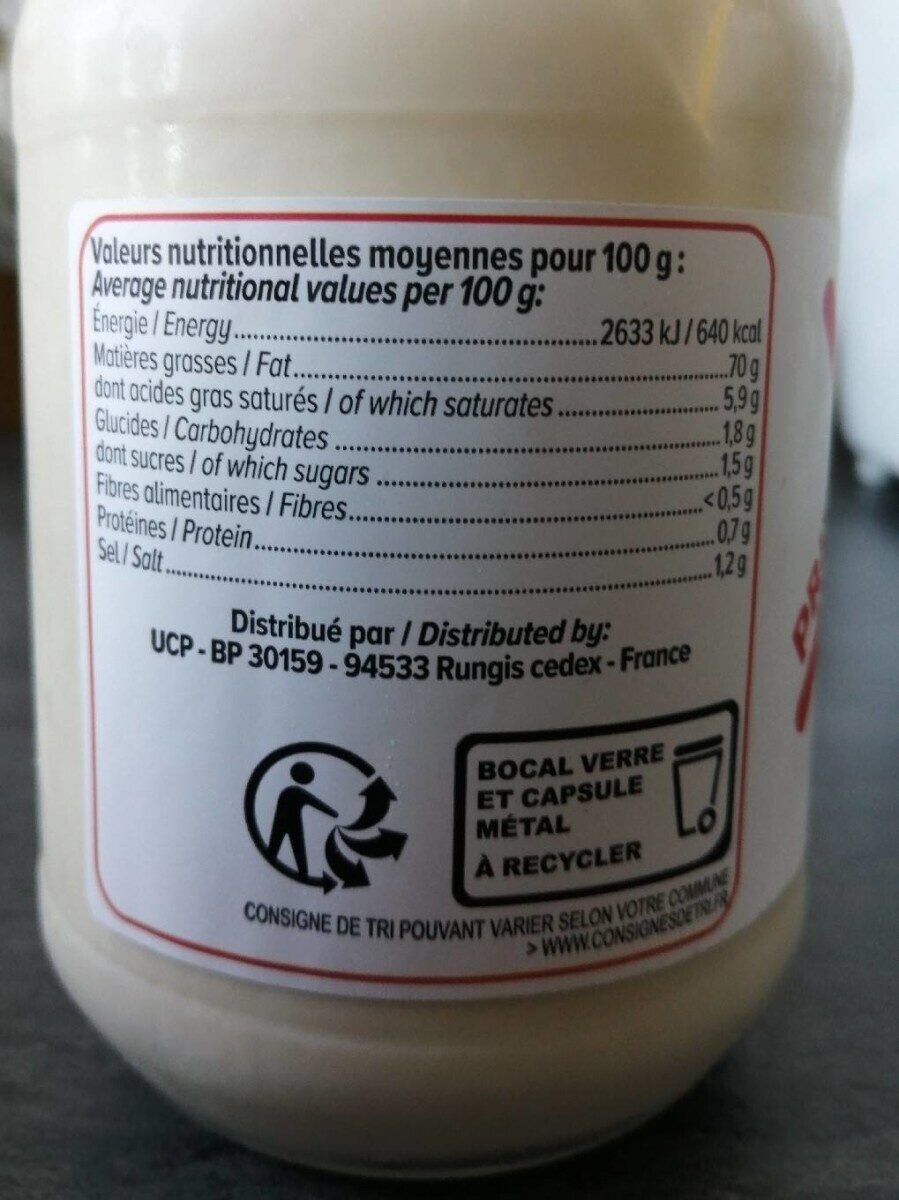 Valeurs nutritionnelles moyennes pour 100 g :
Average nutritional values per 100 g:
Énergie / Energy.................2633 kJ / 640 kcal
Matières grasses / Fat.................70 g
dont acides gras saturés / of which saturates.................5,9 g
Glucides / Carbohydrates.................1,8 g
dont sucres / of which sugars.................1,5 g
Fibres alimentaires / Fibres.................<0,5 g
Protéines / Protein.................0,7 g
Sel / Salt.................1,2 g
Distribué par / Distributed by:
UCP - BP 30159 - 94533 Rungis cedex - France
BOCAL VERRE
ET CAPSULE
MÉTAL
À RECYCLER
CONSIGNE DE TRI POUVANT VARIER SELON VOTRE COMMUNE
> WWW.CONSIGNESDETRI.FR